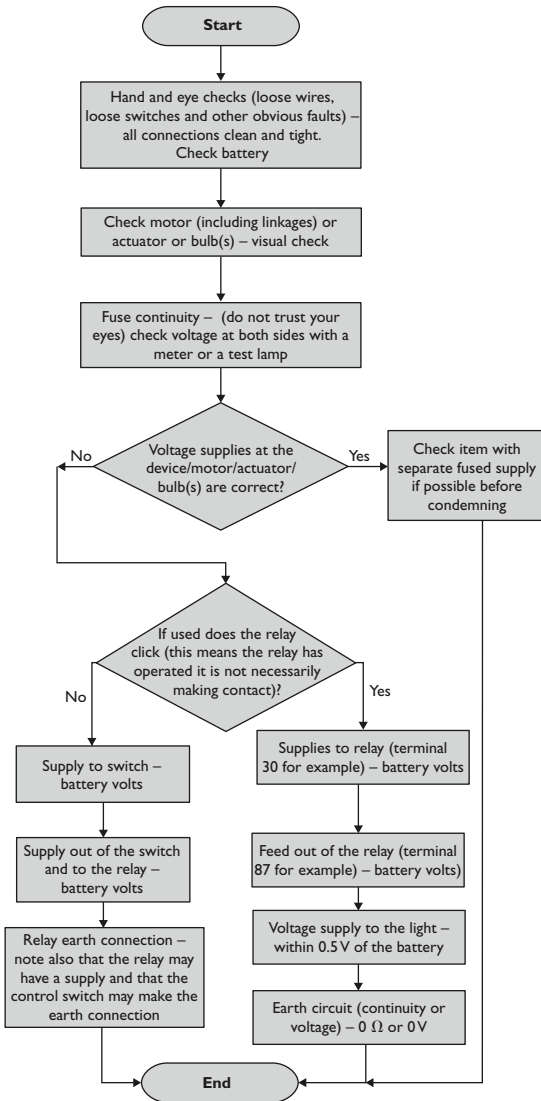 Start
Hand and eye checks (loose wires,
loose switches and other obvious faults) –
all connections clean and tight.
Check battery
Check motor (including linkages) or
actuator or bulb(s) – visual check
Fuse continuity – (do not trust your
eyes) check voltage at both sides with a
meter or a test lamp
No
Voltage supplies at the
device/motor/actuator/
bulb(s) are correct?
Yes
Check item with
separate fused supply
if possible before
condemning
If used does the relay
click (this means the relay has
operated it is not necessarily
making contact)?
No
Yes
Supply to switch –
battery volts
Supply out of the switch
and to the relay –
battery volts
Relay earth connection –
note also that the relay may
have a supply and that the
control switch may make the
earth connection
Supplies to relay (terminal
30 for example) – battery volts
Feed out of the relay (terminal
87 for example) – battery volts)
Voltage supply to the light –
within 0.5 V of the battery
Earth circuit (continuity or
voltage) – 0 Ω or 0 V
End